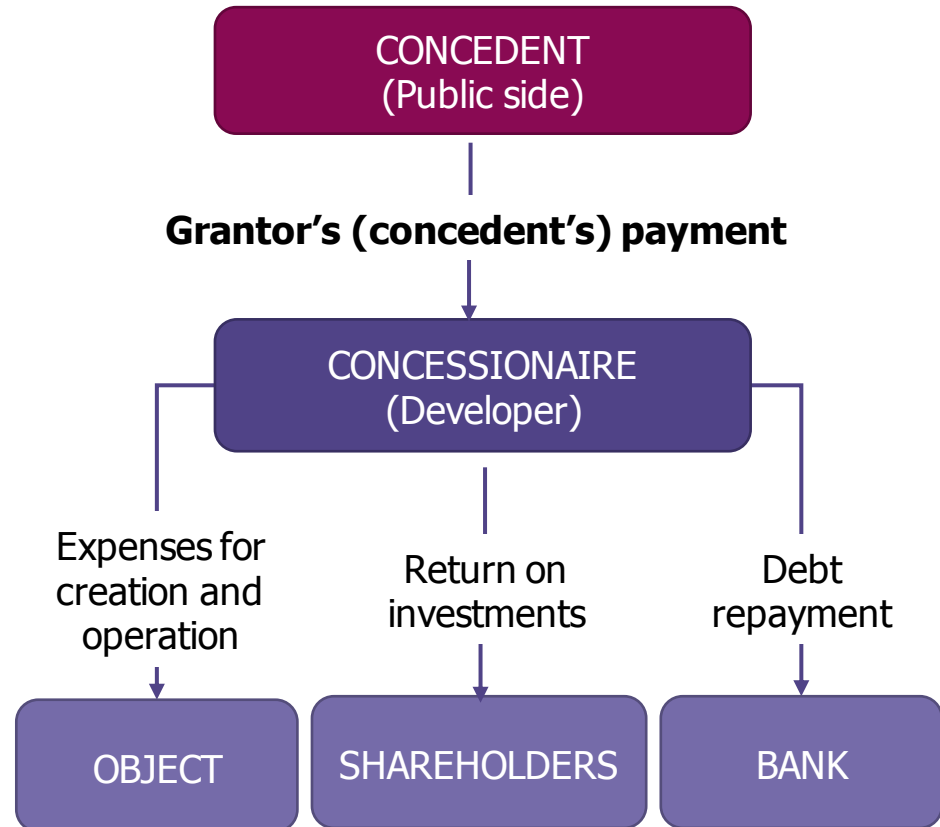 CONCEDENT
(Public side)
Grantor's (concedent's) payment
CONCESSIONAIRE
(Developer)
Expenses for
creation and
operation
Return on
investments
Debt
repayment
OBJECT
SHAREHOLDERS
BANK